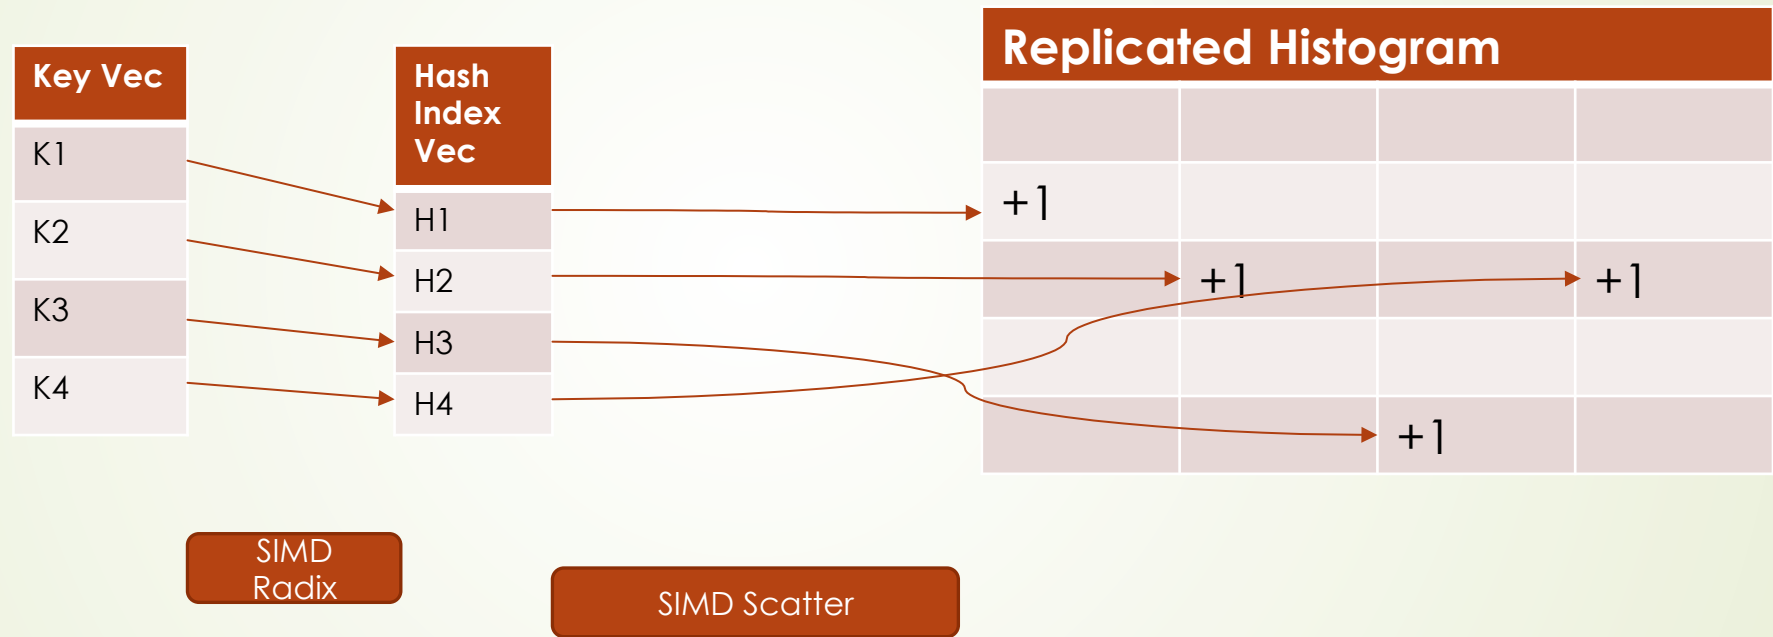 Key Vec
K1
K2
K3
K4
Hash
Index
Vec
H1
H2
H3
H4
Replicated Histogram
+1
+1
+1
+1
SIMD
Radix
SIMD Scatter